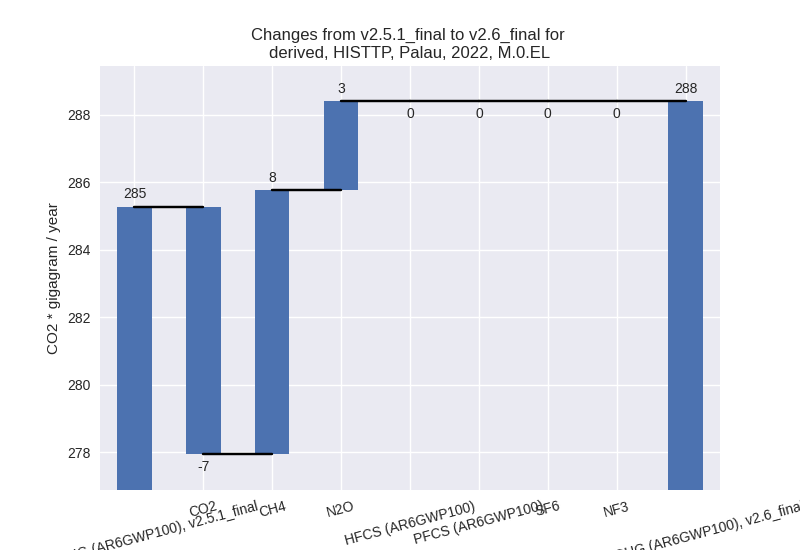 Changes from v2.5.1_final to v2.6_final for
derived, HISTTP, Palau, 2022, M.0.EL
CO2 * gigagram / year
288
286
284
282
280
278
285
-7
8
3
0
0
0
0
288
(AR6GWP100), v2.5.1_final
CO2
CH4
N2O
HFCS (AR6GWP100)
PFCS (AR6GWP100)
SF6
NF3
(AR6GWP100), v2.6_final